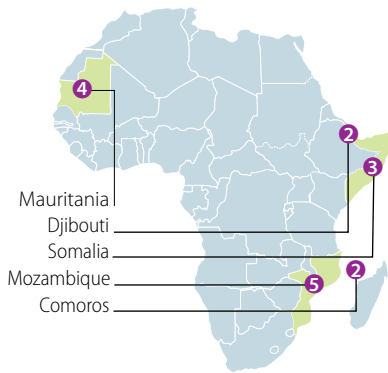 4
2
3
Mauritania
Djibouti
Somalia
2
Mozambique
5
Comoros